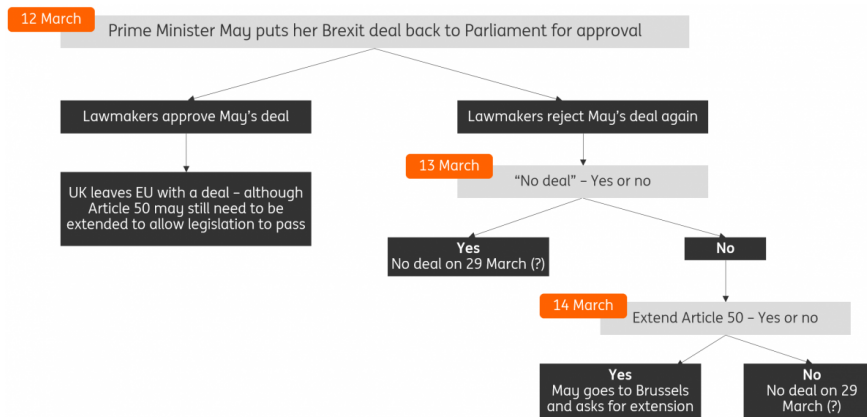 12 March
Prime Minister May puts her Brexit deal back to Parliament for approval
Lawmakers approve May's deal
Lawmakers reject May's deal again
13 March
"No deal" – Yes or no
UK leaves EU with a deal – although
Article 50 may still need to be
extended to allow legislation to pass
Yes
No deal on 29 March (?)
No
14 March
Extend Article 50 – Yes or no
Yes
May goes to Brussels
and asks for extension
No
No deal on 29
March (?)